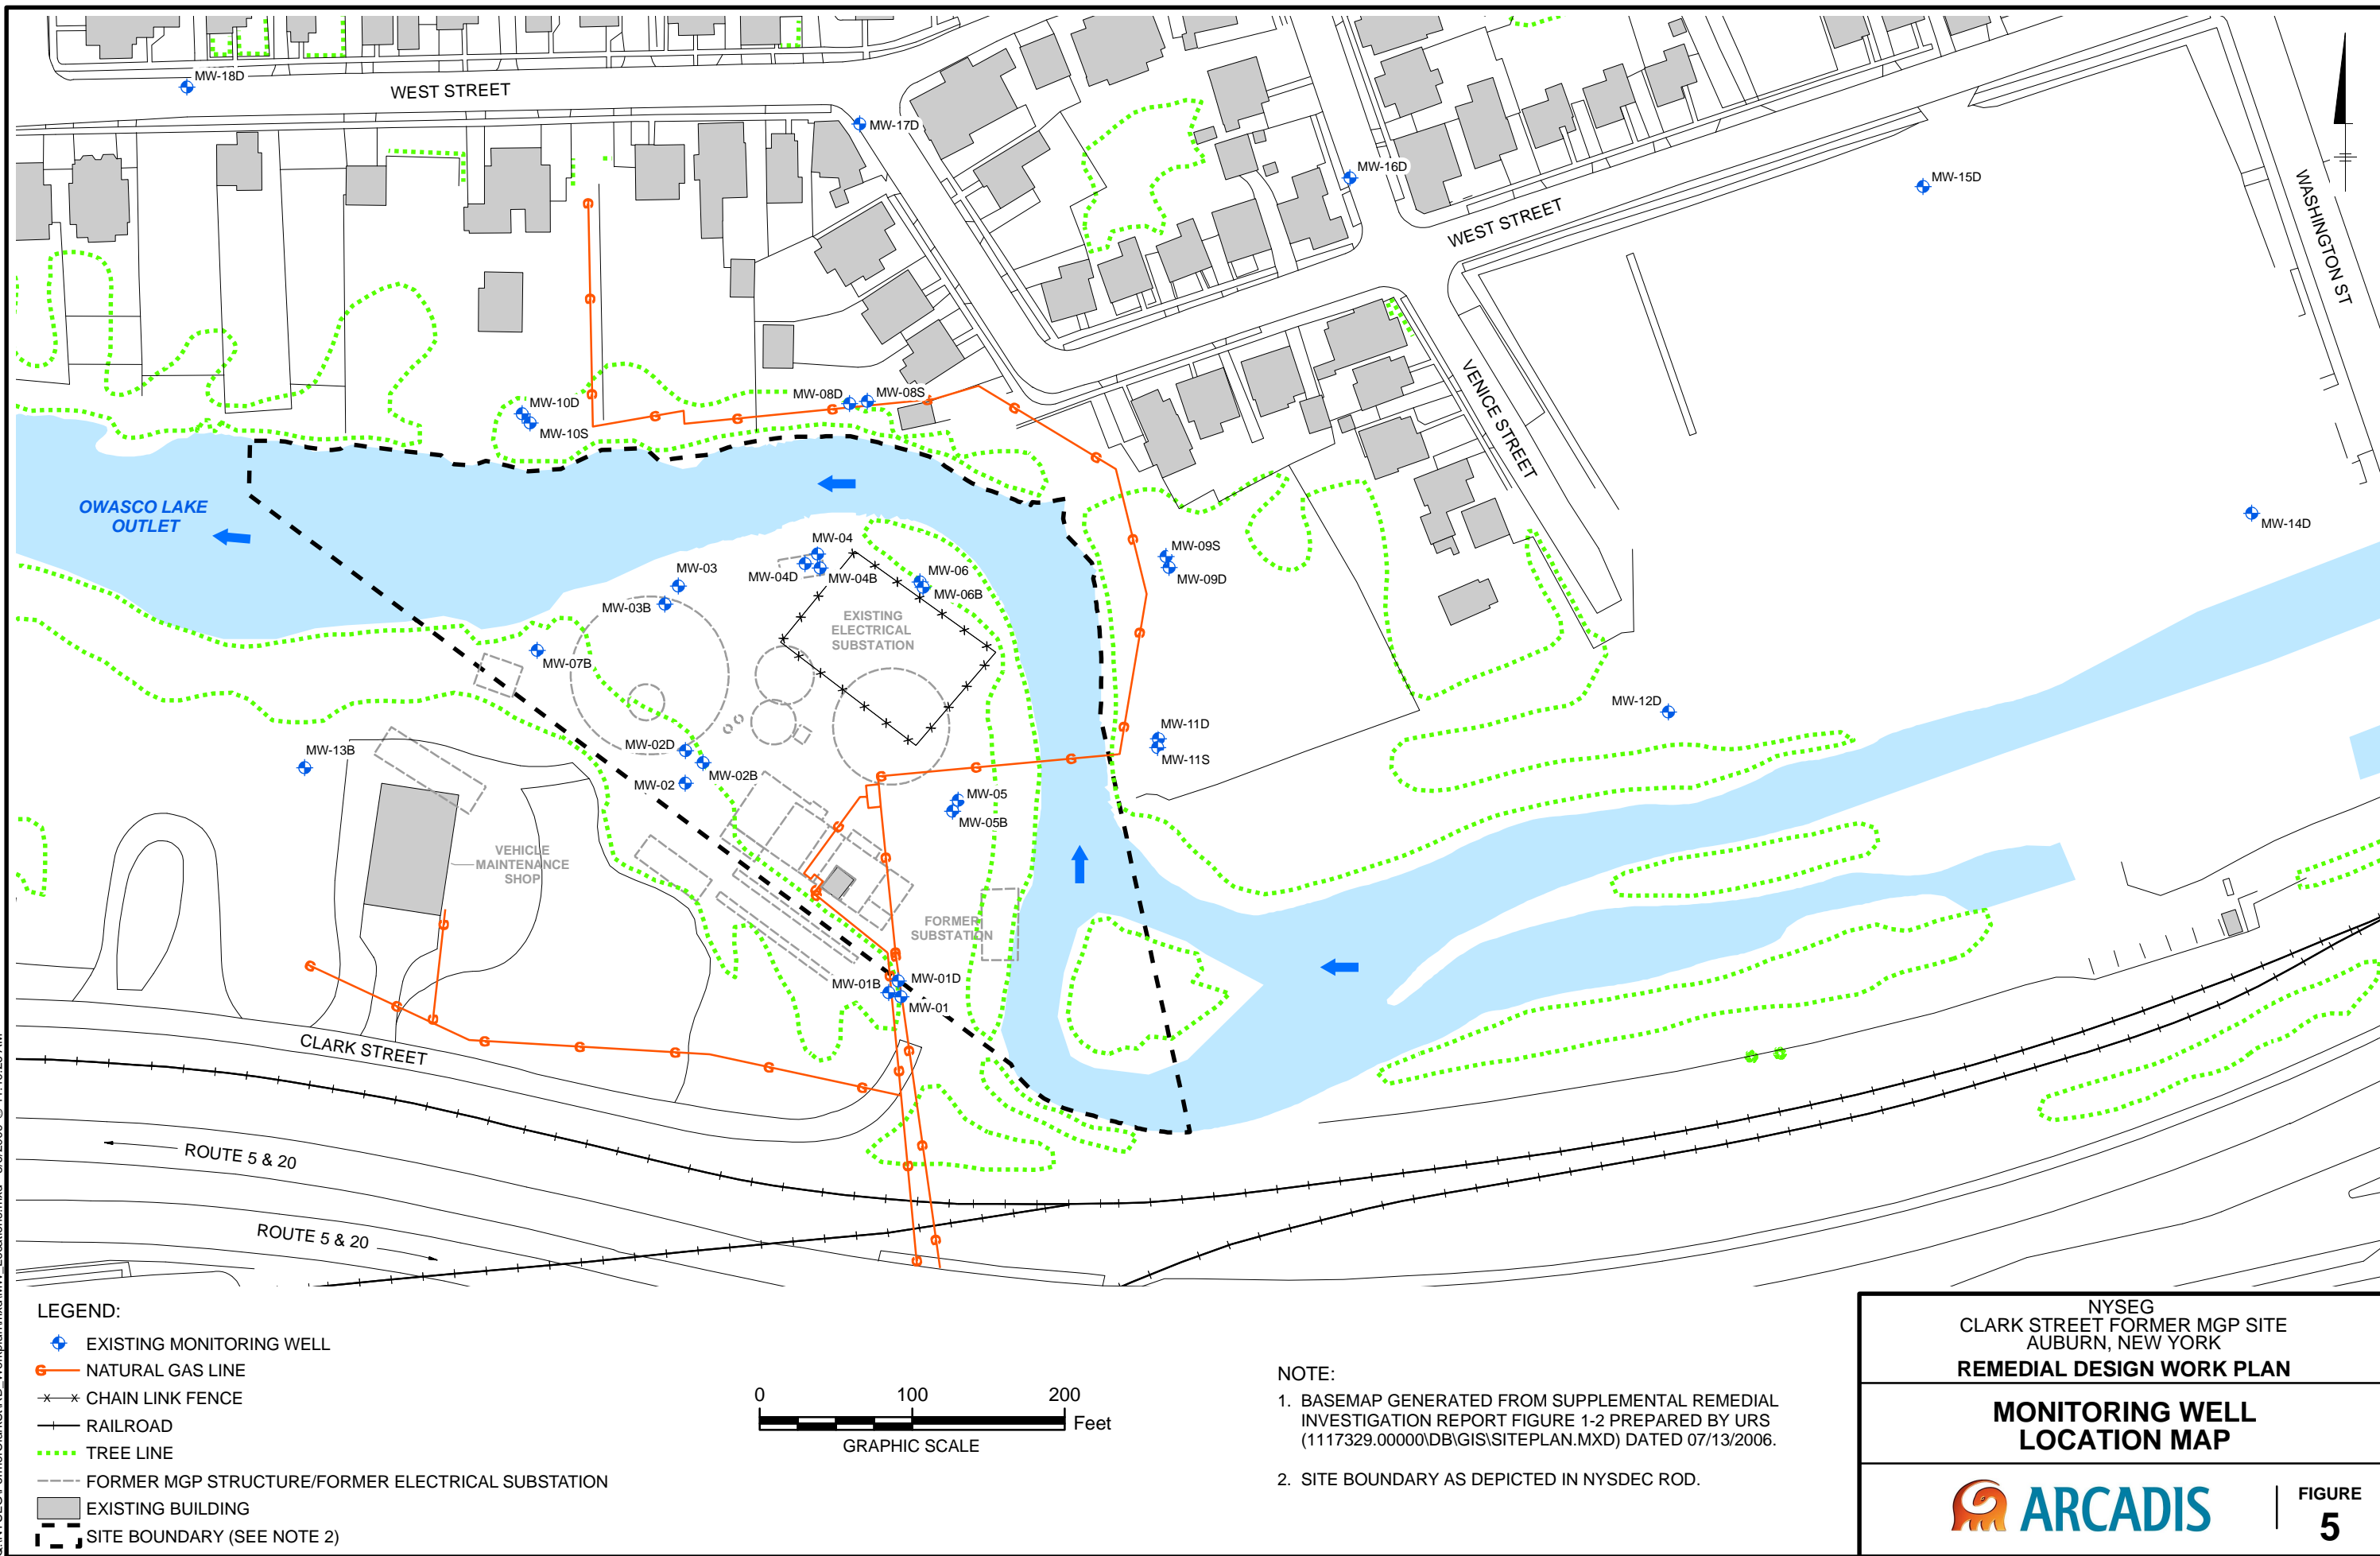 MW-18D
WEST STREET
MW-17D
MW-16D
MW-15D
WEST STREET
WASHINGTON ST
VENICE STREET
MW-10D
MW-10S
MW-08D
MW-08S
OWASCO LAKE
OUTLET
MW-14D
MW-04
MW-04D
MW-04B
MW-03
MW-03B
MW-06
MW-06B
MW-09S
MW-09D
EXISTING
ELECTRICAL
SUBSTATION
MW-07B
MW-12D
MW-11D
MW-11S
MW-13B
MW-02D
MW-02B
MW-02
MW-05
MW-05B
VEHICLE
MAINTENANCE
SHOP
FORMER
SUBSTATION
MW-01B
MW-01D
MW-01
CLARK STREET
ROUTE 5 & 20
ROUTE 5 & 20
LEGEND:
EXISTING MONITORING WELL
G NATURAL GAS LINE
CHAIN LINK FENCE
RAILROAD
TREE LINE
FORMER MGP STRUCTURE/FORMER ELECTRICAL SUBSTATION
EXISTING BUILDING
SITE BOUNDARY (SEE NOTE 2)
0 100 200
Feet
GRAPHIC SCALE
NOTE:
1. BASEMAP GENERATED FROM SUPPLEMENTAL REMEDIAL
INVESTIGATION REPORT FIGURE 1-2 PREPARED BY URS
(1117329.00000\DB\GIS\SITEPLAN.MXD) DATED 07/13/2006.
2. SITE BOUNDARY AS DEPICTED IN NYSDEC ROD.
NYSEG
CLARK STREET FORMER MGP SITE
AUBURN, NEW YORK
REMEDIAL DESIGN WORK PLAN
MONITORING WELL
LOCATION MAP
ARCADIS
FIGURE
5